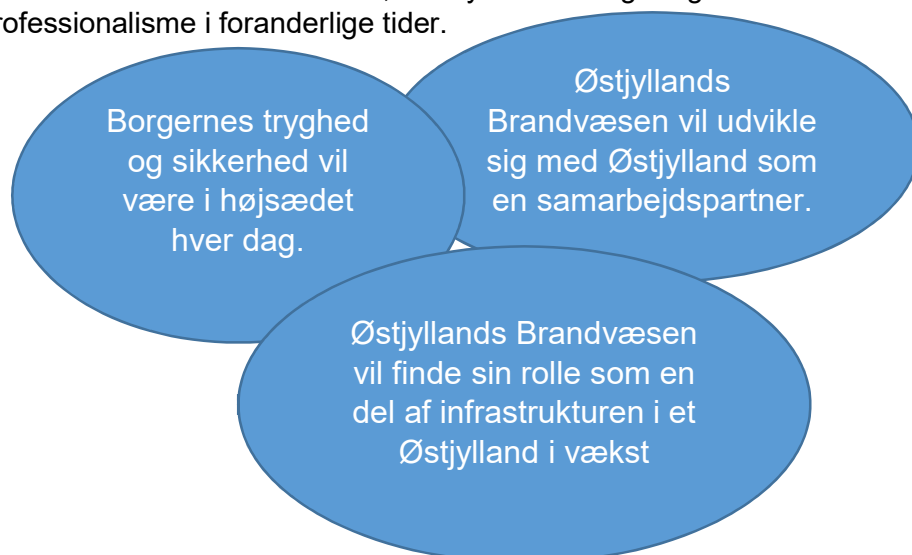 rofessionalisme i foranderlige tider.
Borgernes tryghed
og sikkerhed vil
være i højsædet
hver dag.
Østjyllands
Brandvæsen vil udvikle
sig med Østjylland som
en samarbejdspartner.
Østjyllands Brandvæsen
vil finde sin rolle som en
del af infrastrukturen i et
Østjylland i vækst